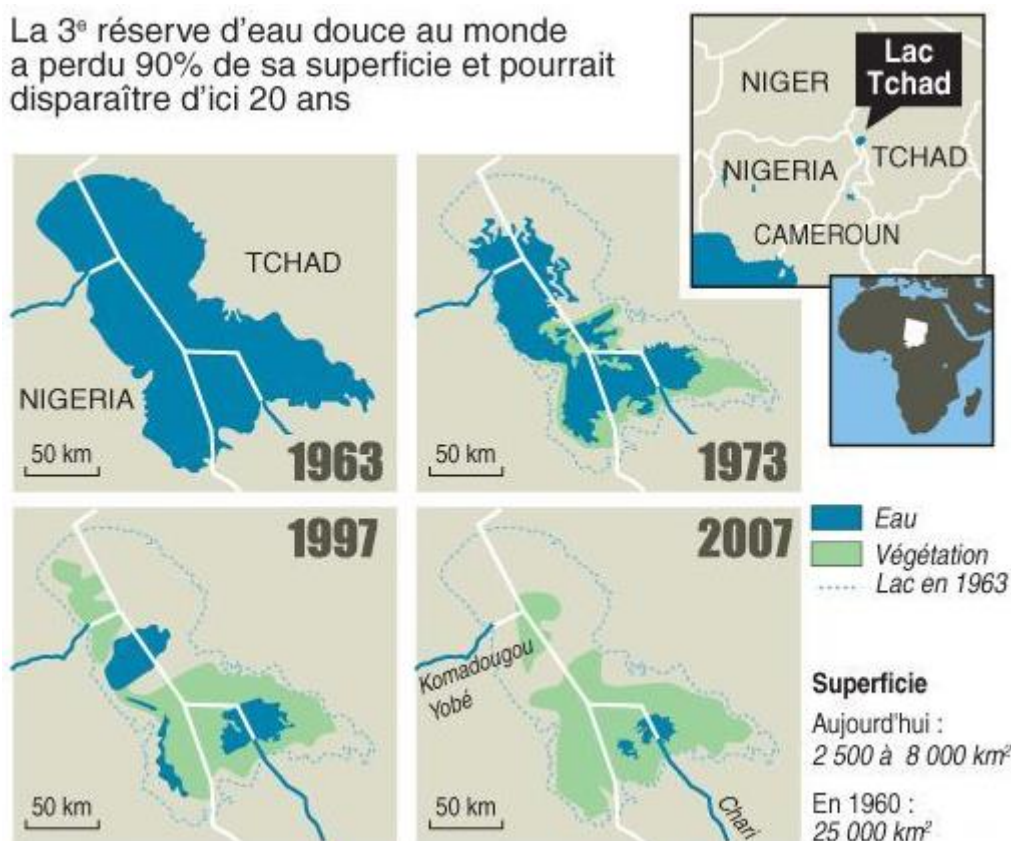 La 3e réserve d'eau douce au monde
a perdu 90% de sa superficie et pourrait
disparaître d'ici 20 ans
Lac
Tchad
NIGER
NIGERIA
TCHAD
CAMEROUN
TCHAD
NIGERIA
50 km
1963
50 km
1973
1997
50 km
2007
Komadougou
Yobé
Chari
50 km
Eau
Végétation
Lac en 1963
Superficie
Aujourd'hui :
2 500 à 8 000 km²
En 1960 :
25 000 km²